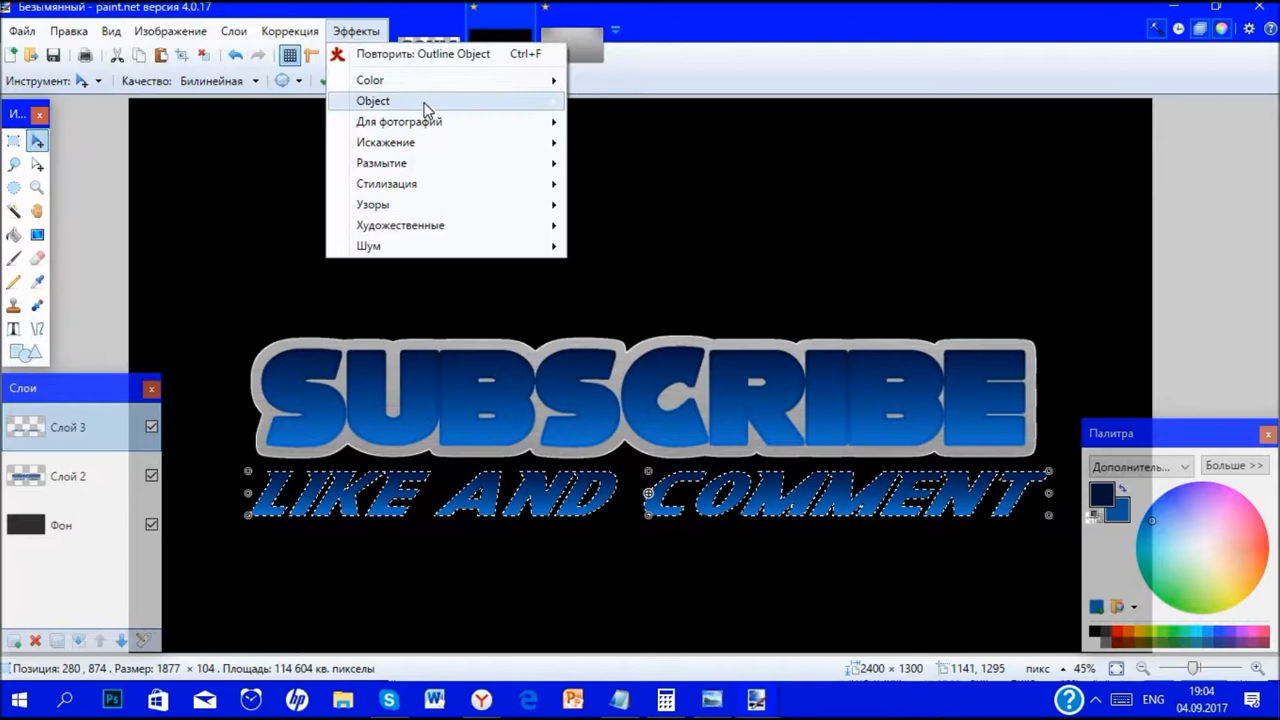 Безымянный - paint.net версия 4.0.17
Файл Правка Вид Изображение Слои Коррекция Эффекты
Инструмент: Качество: Билинейная
Повторить: Outline Object Ctrl+F
Color
Object
Для фотографий
Искажение
Размытие
Стилизация
Узоры
Художественные
Шум
И...
SUBSCRIBE
LIKE AND COMMENT
Слои
Слой 3
Слой 2
Фон
Палитра
Дополнитель... Больше >>
Позиция: 280 , 874 . Размер: 1877 × 104 . Площадь: 114 604 кв. пикселы
2400 × 1300 1141, 1295 пикс 45%
ENG
19:04
04.09.2017